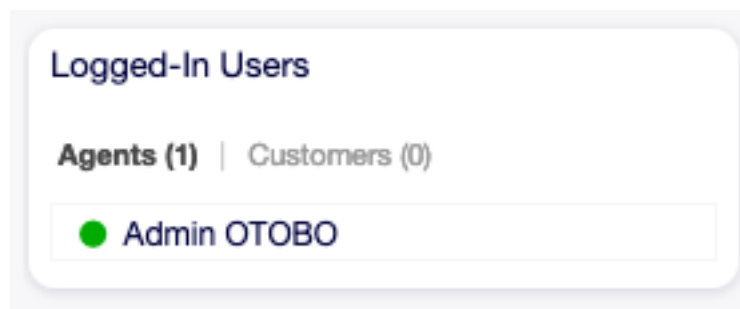 Logged-In Users
Agents (1) | Customers (0)
Admin OTOBO